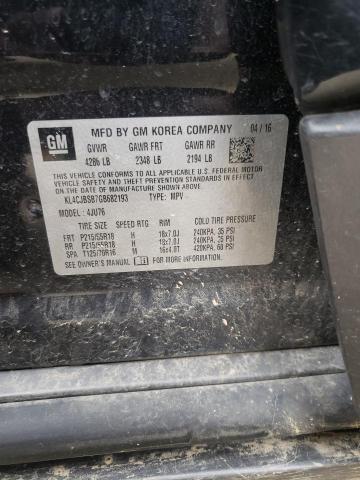 GM MFD BY GM KOREA COMPANY 04/16
GVWR GAWR FRT GAWR RR
4286 LB 2348 LB 2194 LB
THIS VEHICLE CONFORMS TO ALL APPLICABLE U.S. FEDERAL MOTOR
VEHICLE SAFETY, BUMPER, AND THEFT PREVENTION STANDARDS
IN EFFECT ON THE DATE OF MANUFACTURE SHOWN ABOVE.
KL4CJBSB7GB682193 TYPE: MPV
MODEL: 4JU76
TIRE SIZE SPEED RTG RIM COLD TIRE PRESSURE
FRT P215/55R18 H 18x7.0J 240KPA, 35 PSI
RR P215/55R18 H 18x7.0J 240KPA, 35 PSI
SPA T125/70R16 M 16x4.0T 420KPA, 60 PSI
SEE OWNER'S MANUAL FOR MORE INFORMATION.